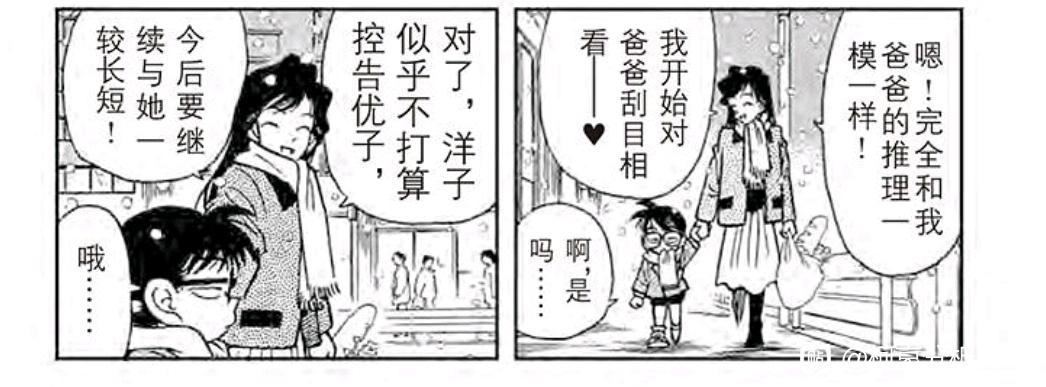 嗯！完全和我
爸爸的推理一
模一样！
我开始对
爸爸刮目相
看——♥
啊,是
吗……
对了，洋子
似乎不打算
控告优子，
今后要继
续与她一
较长短！
哦……